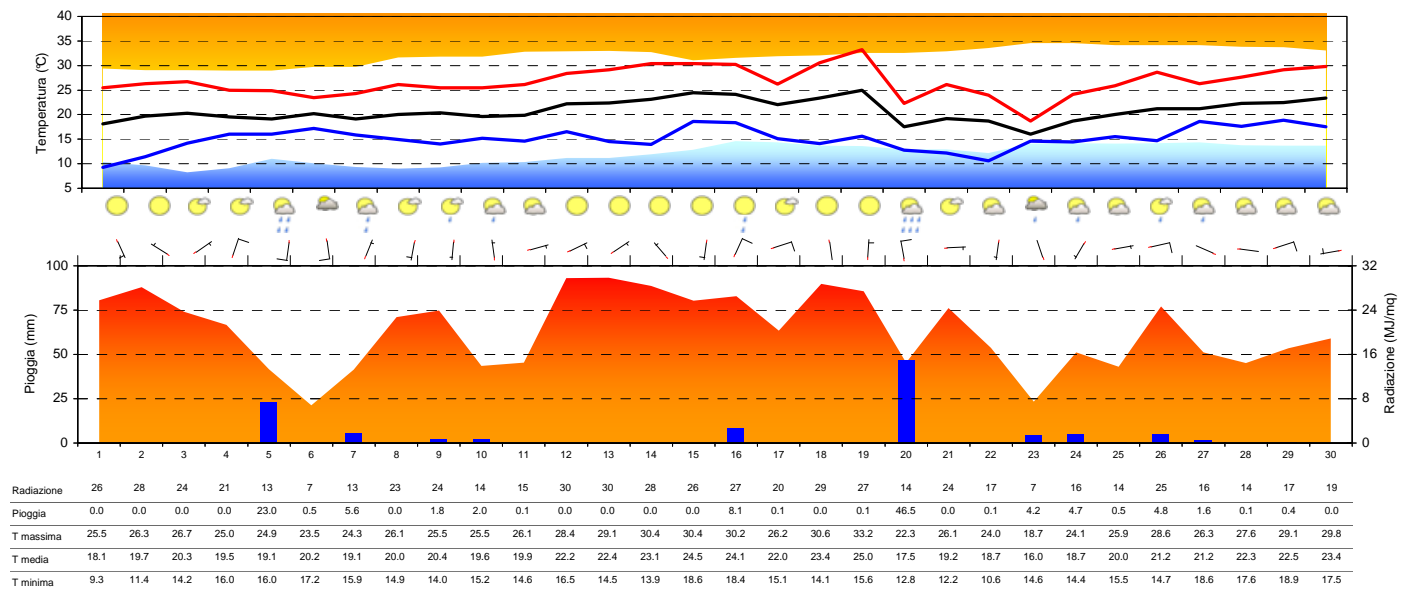 40
35
30
25
20
15
10
5
Temperatura (°C)
100
75
50
25
0
Pioggia (mm)
32
24
16
8
0
Radiazione (MJ/mq)
1 2 3 4 5 6 7 8 9 10 11 12 13 14 15 16 17 18 19 20 21 22 23 24 25 26 27 28 29 30
Radiazione 26 28 24 21 13 7 13 23 24 14 15 30 30 28 26 27 20 29 27 14 24 17 7 16 14 25 16 14 17 19
Pioggia 0.0 0.0 0.0 0.0 23.0 0.5 5.6 0.0 1.8 2.0 0.1 0.0 0.0 0.0 0.0 8.1 0.1 0.0 0.1 46.5 0.0 0.1 4.2 4.7 0.5 4.8 1.6 0.1 0.4 0.0
T massima 25.5 26.3 26.7 25.0 24.9 23.5 24.3 26.1 25.5 25.5 26.1 28.4 29.1 30.4 30.4 30.2 26.2 30.6 33.2 22.3 26.1 24.0 18.7 24.1 25.9 28.6 26.3 27.6 29.1 29.8
T media 18.1 19.7 20.3 19.5 19.1 20.2 19.1 20.0 20.4 19.6 19.9 22.2 22.4 23.1 24.5 24.1 22.0 23.4 25.0 17.5 19.2 18.7 16.0 18.7 20.0 21.2 21.2 22.3 22.5 23.4
T minima 9.3 11.4 14.2 16.0 16.0 17.2 15.9 14.9 14.0 15.2 14.6 16.5 14.5 13.9 18.6 18.4 15.1 14.1 15.6 12.8 12.2 10.6 14.6 14.4 15.5 14.7 18.6 17.6 18.9 17.5